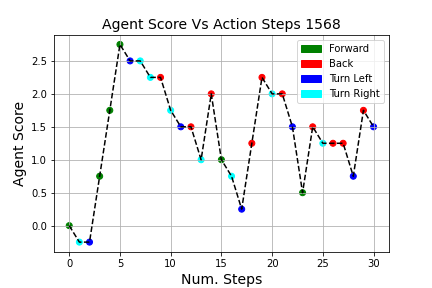 Agent Score Vs Action Steps 1568
Forward
Back
Turn Left
Turn Right
Agent Score
2.5
2.0
1.5
1.0
0.5
0.0
0 5 10 15 20 25 30
Num. Steps